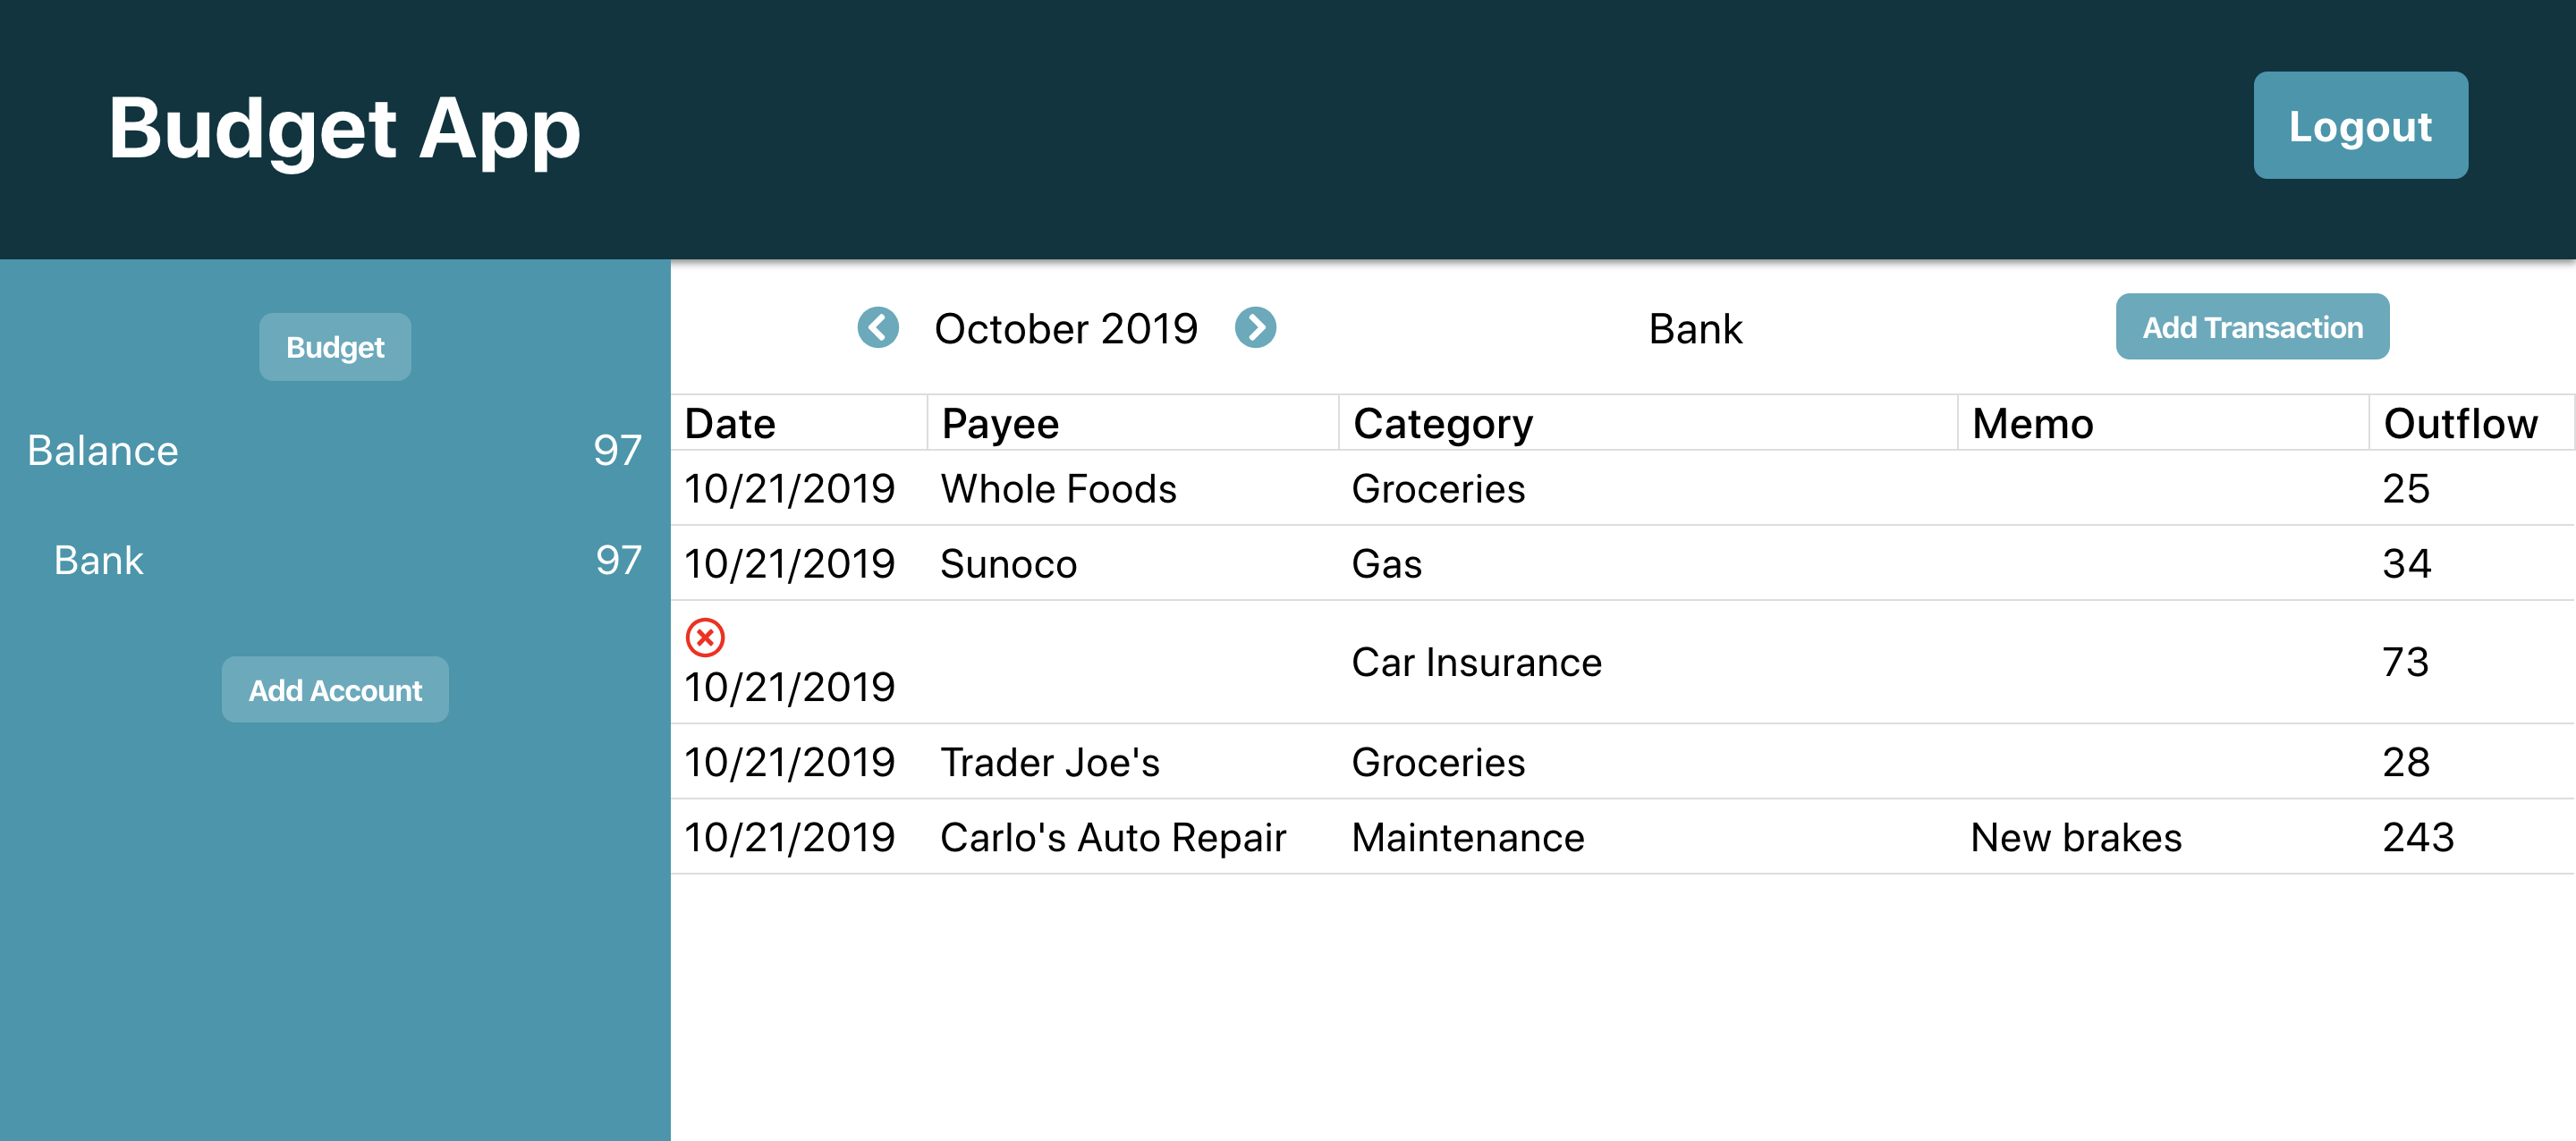 Budget App
Logout
Budget
Balance 97
Bank 97
Add Account
October 2019 Bank Add Transaction
Date Payee Category Memo Outflow
10/21/2019 Whole Foods Groceries 25
10/21/2019 Sunoco Gas 34
10/21/2019 Car Insurance 73
10/21/2019 Trader Joe's Groceries 28
10/21/2019 Carlo's Auto Repair Maintenance New brakes 243